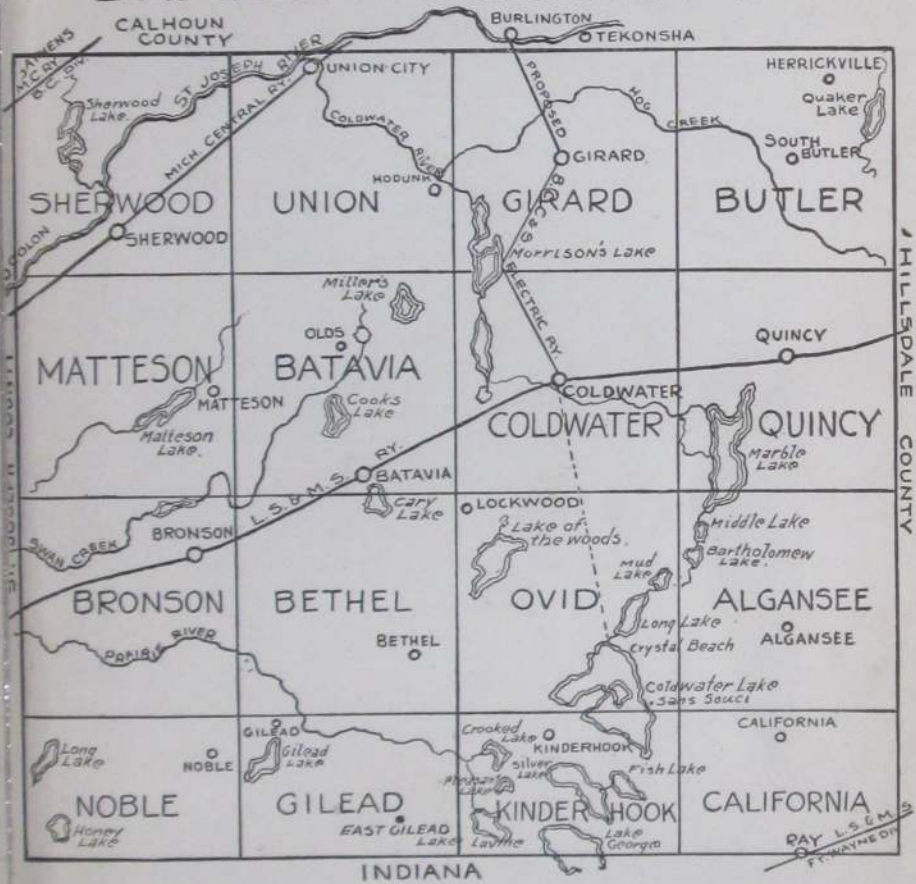 CALHOUN
COUNTY
BURLINGTON
TEKONSHA
M.C.RY.
ST JOSEPH RIVER
UNION CITY
MICH. CENTRAL RY.
COLDWATER RIVER
HODUNK
Sherwood
Lake.
SHERWOOD
SHERWOOD
COLON
UNION
PROPOSED B.C.&S
ELECTRIC RY.
GIRARD
GIRARD
Morrison's Lake
HOG CREEK
HERRICKVILLE
Quaker
Lake
SOUTH
BUTLER
BUTLER
HILLSDALE COUNTY
MATTESON
MATTESON
Matteson
Lake.
Miller's
Lake
OLDS
BATAVIA
Cooks
Lake
L.S.&M.S. RY.
BATAVIA
Cary
Lake
COLDWATER
COLDWATER
QUINCY
QUINCY
Marble
Lake
SWAN CREEK
BRONSON
BRONSON
PRAIRIE RIVER
BETHEL
BETHEL
LOCKWOOD
Lake of
the woods.
OVID
Mud
Lake
Long Lake
Crystal Beach
Coldwater Lake
Sans Souci
Middle Lake
Bartholomew
Lake.
ALGANSEE
ALGANSEE
ST. JOSEPH COUNTY
Long
Lake
NOBLE
NOBLE
Honey
Lake
GILEAD
Gilead
Lake
GILEAD
EAST GILEAD
Crooked
Lake
KINDERHOOK
Silver
Lake
Pleasant
Lake
Fish Lake
KINDERHOOK
Lake
Lavine
Lake
George
CALIFORNIA
CALIFORNIA
RAY
L.S.&M.S.
FT. WAYNE DIV
INDIANA